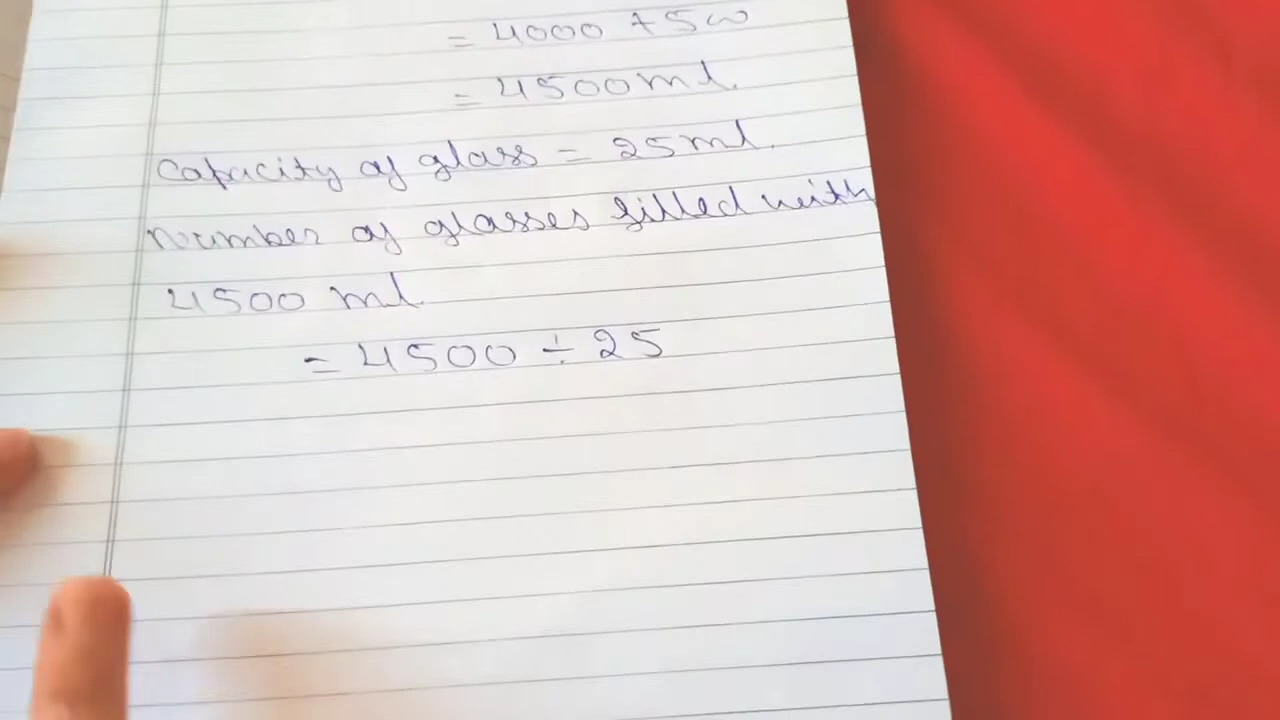 = 4000 + 500
= 4500 ml.
Capacity of glass = 25 ml.
Number of glasses filled with
4500 ml.
= 4500 ÷ 25